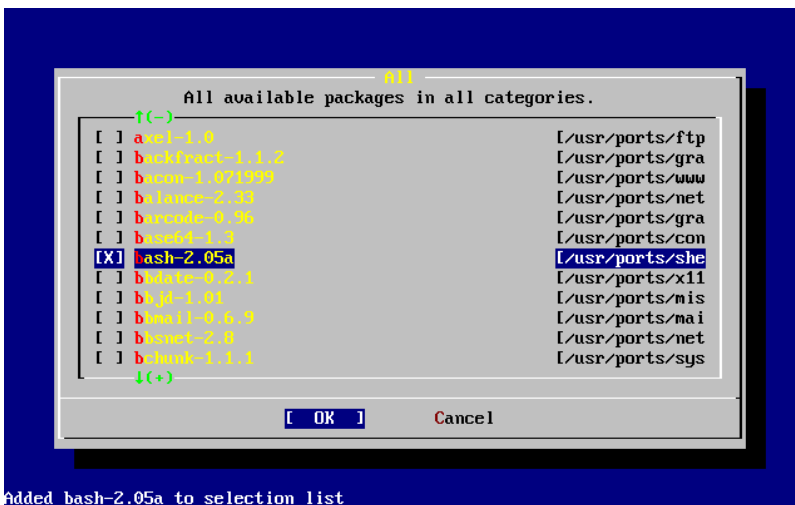 All
All available packages in all categories.
↑(-)
[ ] axel-1.0 [/usr/ports/ftp
[ ] backfract-1.1.2 [/usr/ports/gra
[ ] bacon-1.071999 [/usr/ports/www
[ ] balance-2.33 [/usr/ports/net
[ ] barcode-0.96 [/usr/ports/gra
[ ] base64-1.3 [/usr/ports/con
[X] bash-2.05a [/usr/ports/she
[ ] bbdate-0.2.1 [/usr/ports/x11
[ ] bbjd-1.01 [/usr/ports/mis
[ ] bbmail-0.6.9 [/usr/ports/mai
[ ] bbsnet-2.8 [/usr/ports/net
[ ] bchunk-1.1.1 [/usr/ports/sys
↓(+)
[ OK ] Cancel
Added bash-2.05a to selection list